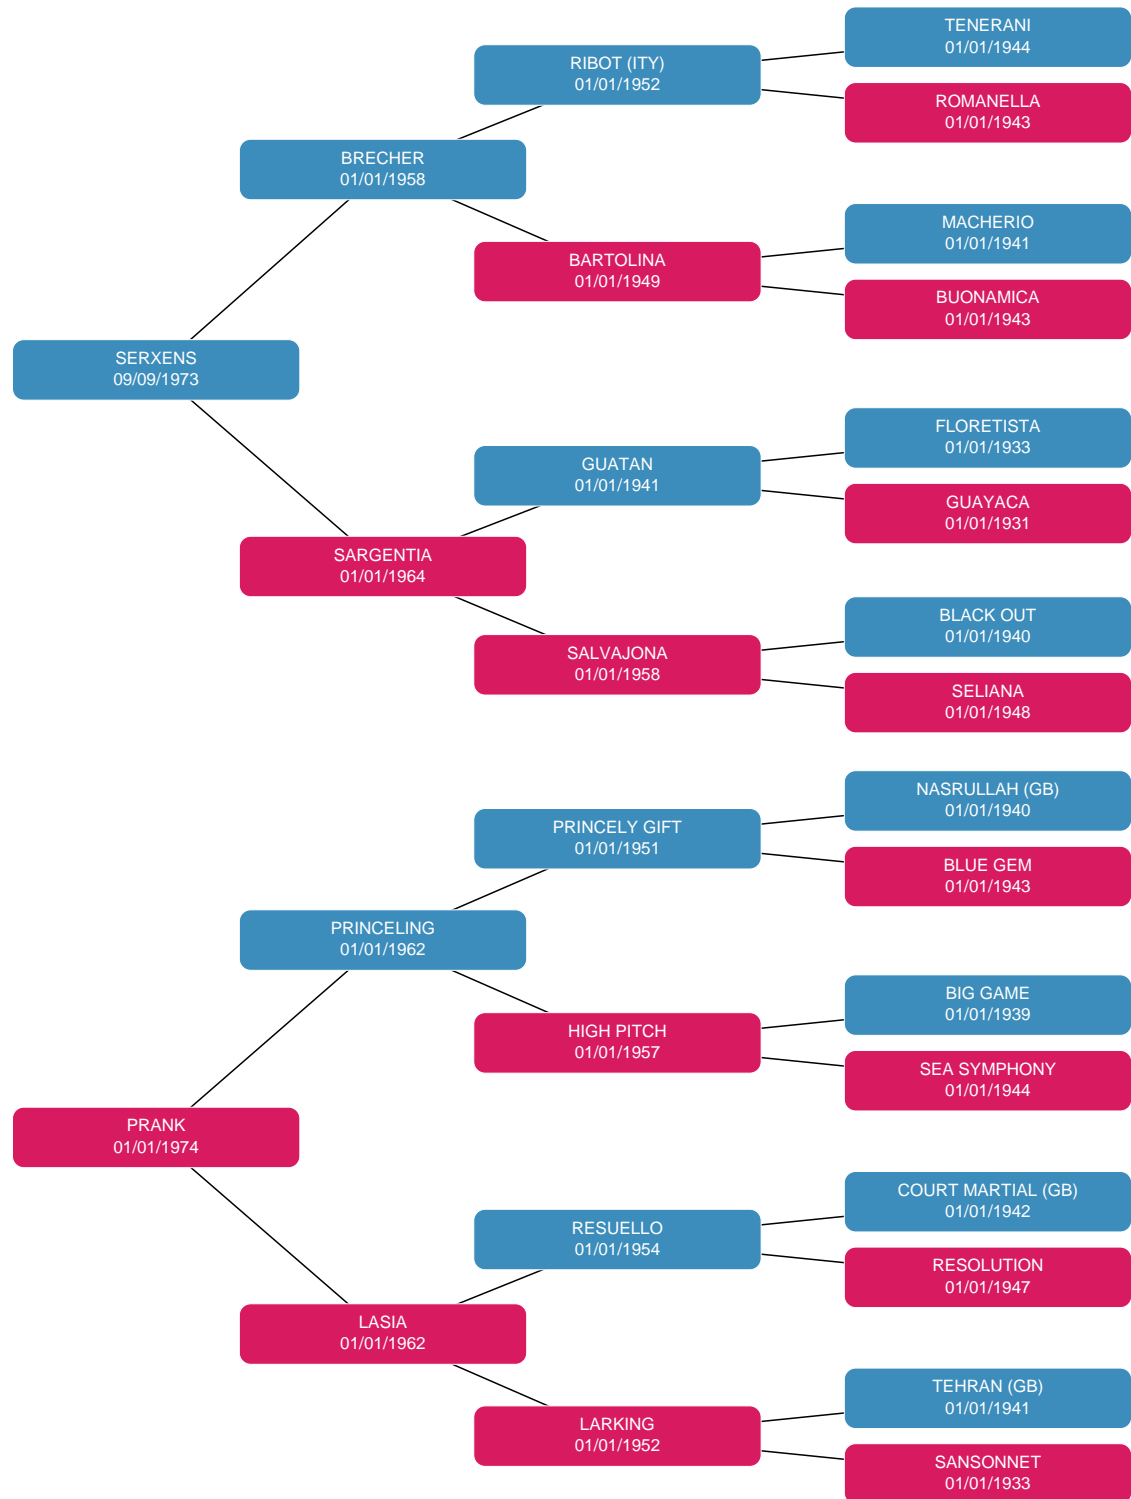 TENERANI
01/01/1944
RIBOT (ITY)
01/01/1952
ROMANELLA
01/01/1943
BRECHER
01/01/1958
MACHERIO
01/01/1941
BARTOLINA
01/01/1949
BUONAMICA
01/01/1943
SERXENS
09/09/1973
FLORETISTA
01/01/1933
GUATAN
01/01/1941
GUAYACA
01/01/1931
SARGENTIA
01/01/1964
BLACK OUT
01/01/1940
SALVAJONA
01/01/1958
SELIANA
01/01/1948
NASRULLAH (GB)
01/01/1940
PRINCELY GIFT
01/01/1951
BLUE GEM
01/01/1943
PRINCELING
01/01/1962
BIG GAME
01/01/1939
HIGH PITCH
01/01/1957
SEA SYMPHONY
01/01/1944
PRANK
01/01/1974
COURT MARTIAL (GB)
01/01/1942
RESUELLO
01/01/1954
RESOLUTION
01/01/1947
LASIA
01/01/1962
TEHRAN (GB)
01/01/1941
LARKING
01/01/1952
SANSONNET
01/01/1933